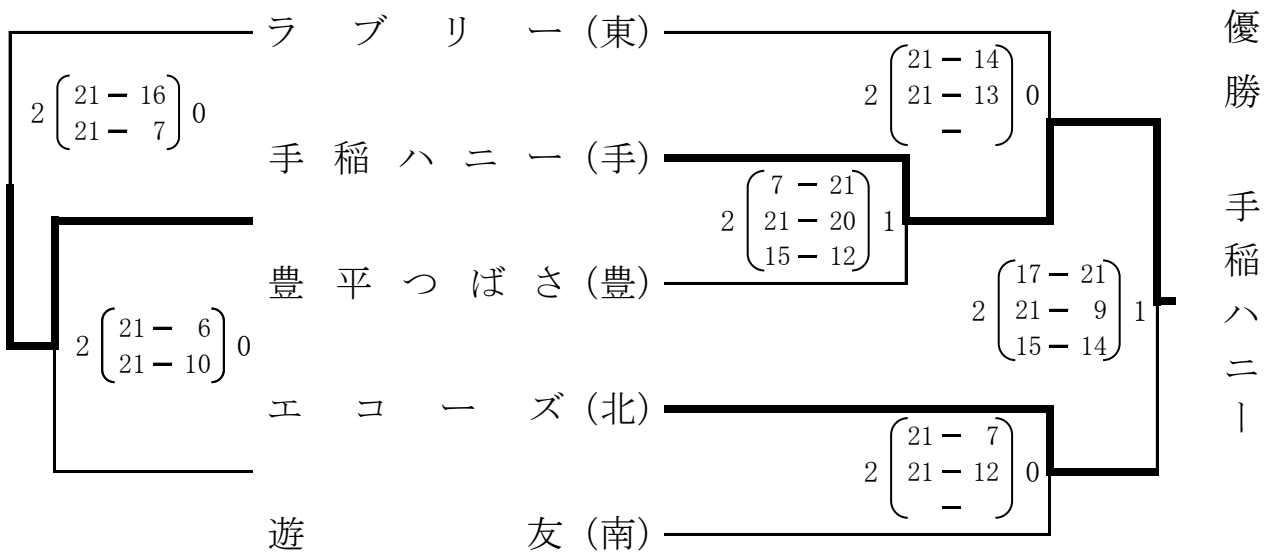 ラブリー(東)
21 − 14
2 21 − 13 0
−
21 − 16
2 0
21 − 7
手稲ハニー(手)
7 − 21
2 21 − 20 1
15 − 12
豊平つばさ(豊)
17 − 21
2 21 − 9 1
15 − 14
21 − 6
2 0
21 − 10
エコーズ(北)
21 − 7
2 21 − 12 0
−
遊友(南)
優勝 手稲ハニー